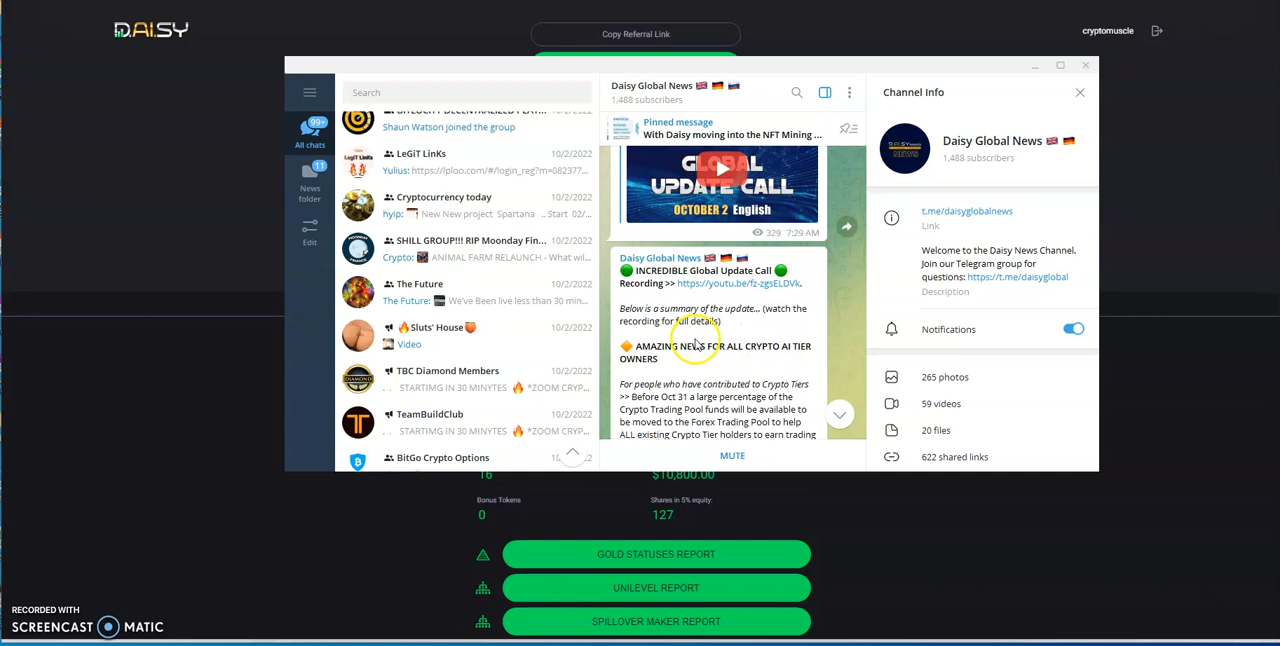 D.AI.SY
Copy Referral Link
cryptomuscle
99+
All chats
11
News
folder
Edit
Search
Shaun Watson joined the group
LeGiT LinKs 10/2/2022
Yulius: https://lploo.com/#/login_reg?m=082377...
Cryptocurrency today 10/2/2022
hyip: New New project Spartana .. Start 02/...
SHILL GROUP!!! RIP Moonday Fin... 10/2/2022
Crypto: ANIMAL FARM RELAUNCH - What wil...
The Future 10/2/2022
The Future: We've Been live less than 30 min...
🔥Sluts' House🍑 10/2/2022
Video
TBC Diamond Members 10/2/2022
. . STARTIMG IN 30 MINYTES 🔥 *ZOOM CRYP...
TeamBuildClub 10/2/2022
. . STARTIMG IN 30 MINYTES 🔥 *ZOOM CRYP...
BitGo Crypto Options
Daisy Global News 🇬🇧 🇩🇪 🇷🇺
1,488 subscribers
Pinned message
With Daisy moving into the NFT Mining ...
GLOBAL
UPDATE CALL
OCTOBER 2 English
329 7:29 AM
Daisy Global News 🇬🇧 🇩🇪 🇷🇺
🟢 INCREDIBLE Global Update Call 🟢
Recording >> https://youtu.be/fz-zgsELDVk.
Below is a summary of the update... (watch the
recording for full details)
🔶 AMAZING NEWS FOR ALL CRYPTO AI TIER
OWNERS
For people who have contributed to Crypto Tiers
>> Before Oct 31 a large percentage of the
Crypto Trading Pool funds will be available to
be moved to the Forex Trading Pool to help
ALL existing Crypto Tier holders to earn trading
MUTE
Channel Info
Daisy Global News 🇬🇧 🇩🇪
1,488 subscribers
t.me/daisyglobalnews
Link
Welcome to the Daisy News Channel.
Join our Telegram group for
questions: https://t.me/daisyglobal
Description
Notifications
265 photos
59 videos
20 files
622 shared links
16 $10,800.00
Bonus Tokens Shares in 5% equity:
0 127
GOLD STATUSES REPORT
UNILEVEL REPORT
SPILLOVER MAKER REPORT
RECORDED WITH
SCREENCAST MATIC